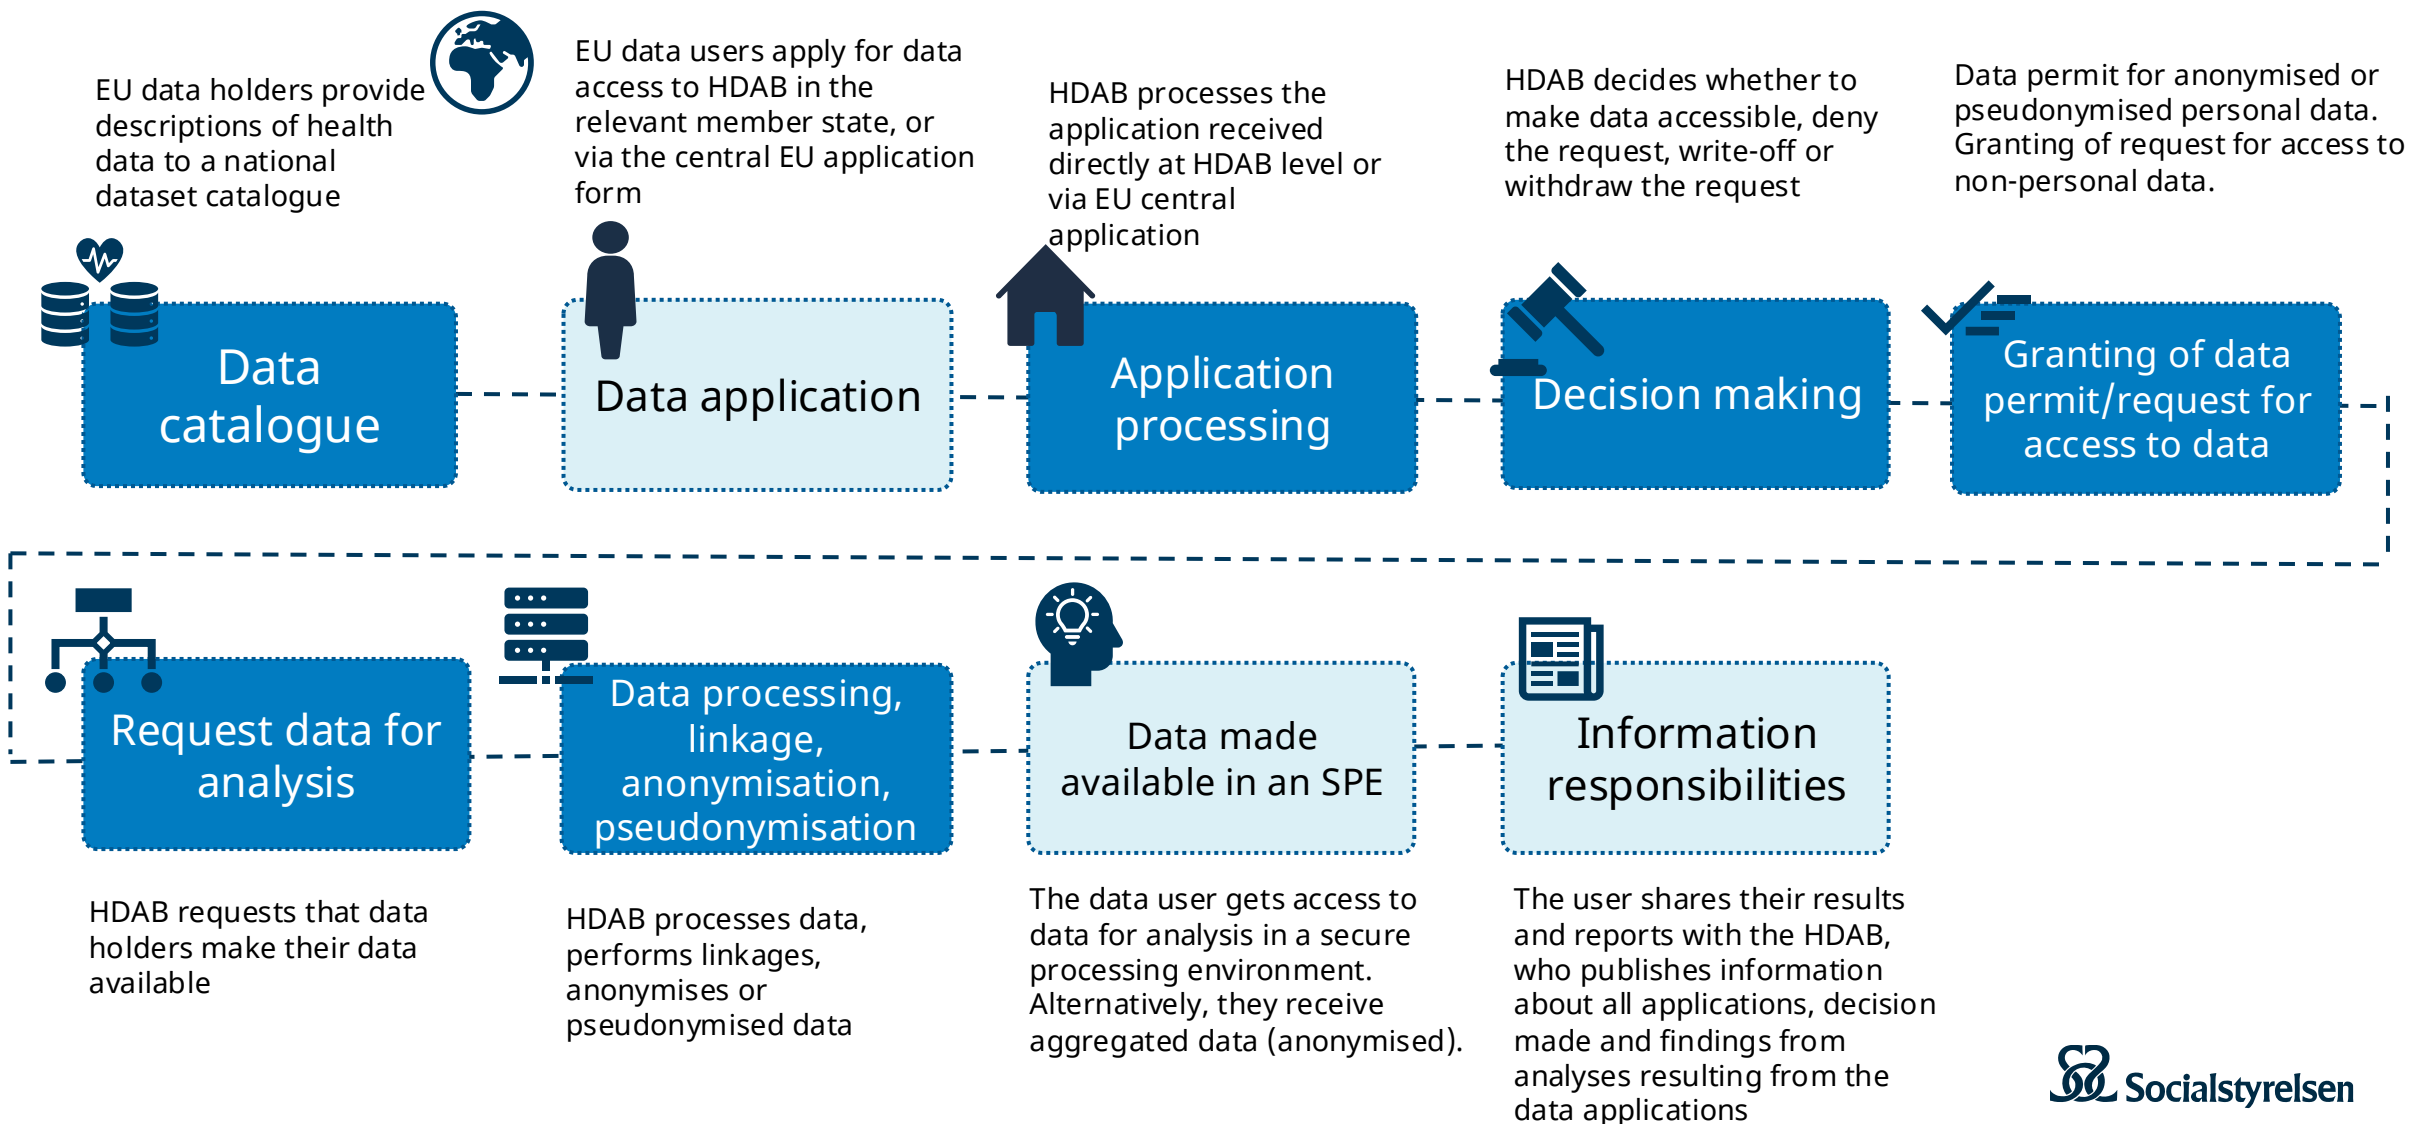 EU data holders provide
descriptions of health
data to a national
dataset catalogue
EU data users apply for data
access to HDAB in the
relevant member state, or
via the central EU application
form
HDAB processes the
application received
directly at HDAB level or
via EU central
application
HDAB decides whether to
make data accessible, deny
the request, write-off or
withdraw the request
Data permit for anonymised or
pseudonymised personal data.
Granting of request for access to
non-personal data.
Data
catalogue
Data application
Application
processing
Decision making
Granting of data
permit/request for
access to data
Request data for
analysis
Data processing,
linkage,
anonymisation,
pseudonymisation
Data made
available in an SPE
Information
responsibilities
HDAB requests that data
holders make their data
available
HDAB processes data,
performs linkages,
anonymises or
pseudonymised data
The data user gets access to
data for analysis in a secure
processing environment.
Alternatively, they receive
aggregated data (anonymised).
The user shares their results
and reports with the HDAB,
who publishes information
about all applications, decision
made and findings from
analyses resulting from the
data applications
Socialstyrelsen